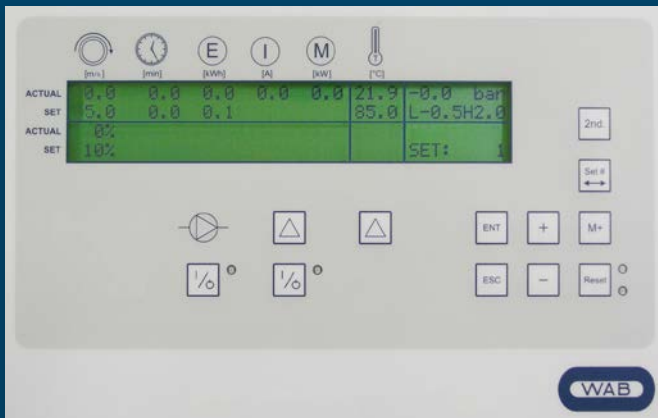 E I M T
[m/s] [min] [kWh] [A] [kW] [°C]
ACTUAL 0.0 0.0 0.0 0.0 0.0 21.9 -0.0 bar
SET 5.0 0.0 0.1 85.0 L-0.5H2.0
ACTUAL 0%
SET 10% SET: 1
2nd.
Set #
ENT + M+
I/O I/O ESC - Reset
WAB